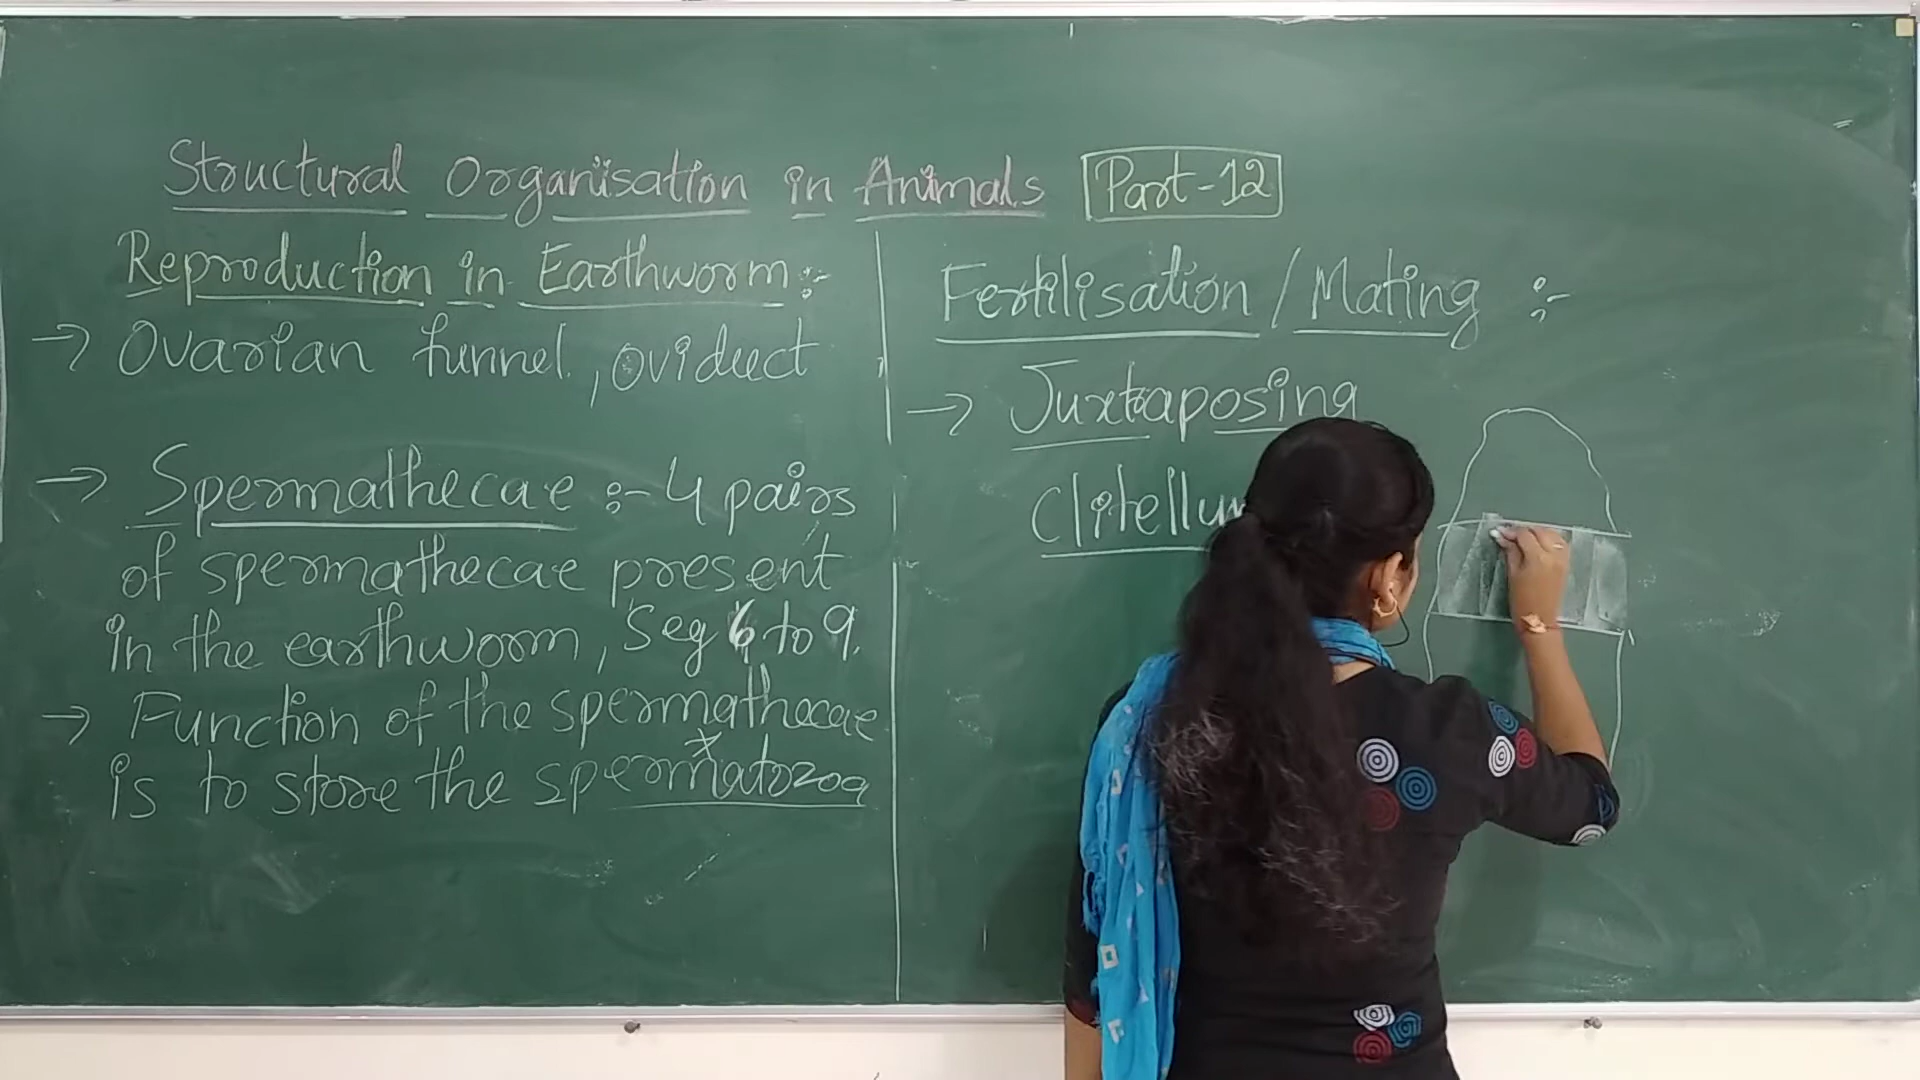 Structural Organisation in Animals Part-12
Reproduction in Earthworm :-
→ Ovarian funnel, oviduct
→ Spermathecae :- 4 pairs
of spermathecae present
in the earthworm, Seg 6 to 9.
→ Function of the spermathecae
is to store the spermatozoa
Fertilisation / Mating :-
→ Juxtaposing